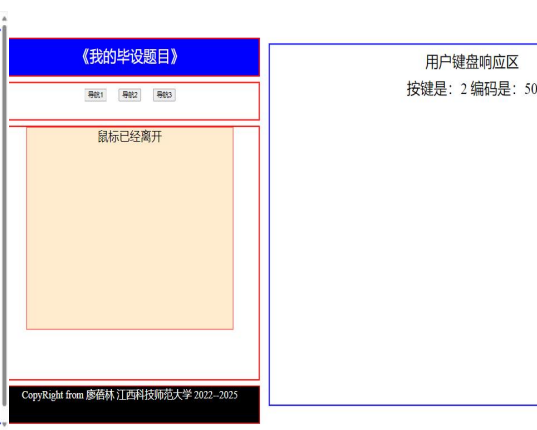 《我的毕设题目》
导航1 导航2 导航3
鼠标已经离开
CopyRight from 廖蓓林 江西科技师范大学 2022--2025
用户键盘响应区
按键是：2 编码是：50